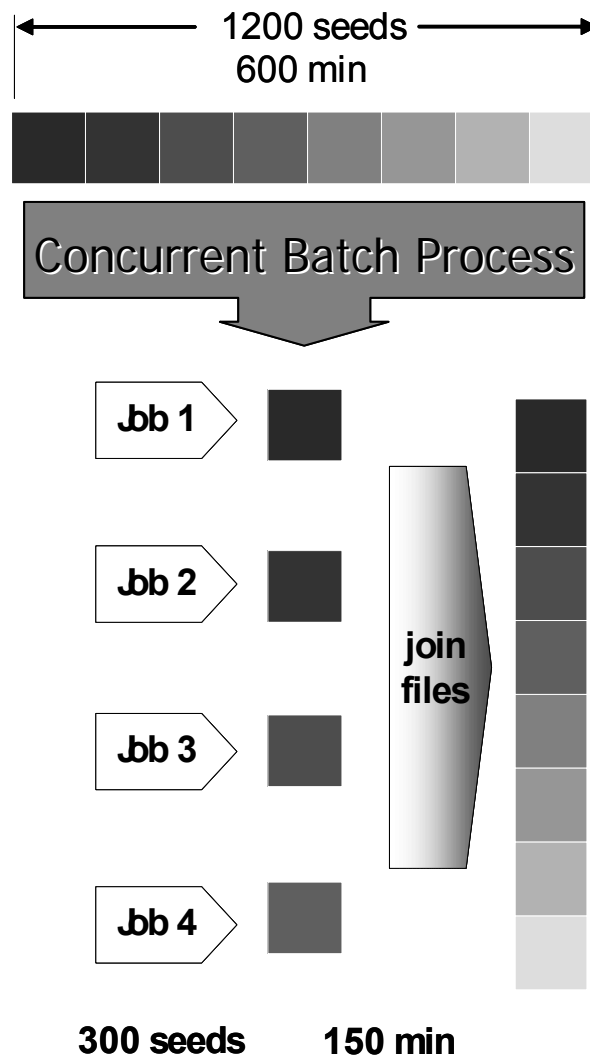 1200 seeds
600 min
Concurrent Batch Process
Job 1
Job 2
Job 3
Job 4
join
files
300 seeds 150 min